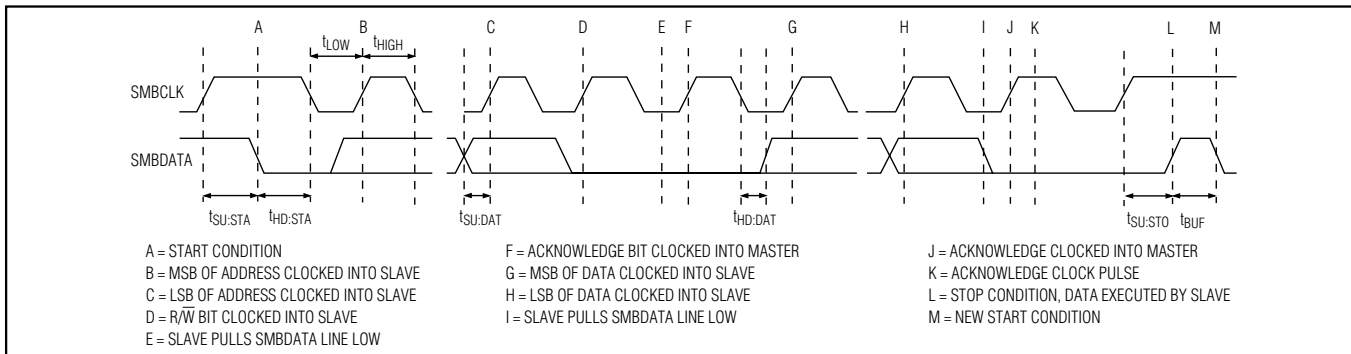 A B C D E F G H I J K L M
tLOW tHIGH
SMBCLK
SMBDATA
tSU:STA tHD:STA tSU:DAT tHD:DAT tSU:STO tBUF
A = START CONDITION
B = MSB OF ADDRESS CLOCKED INTO SLAVE
C = LSB OF ADDRESS CLOCKED INTO SLAVE
D = R/W̅ BIT CLOCKED INTO SLAVE
E = SLAVE PULLS SMBDATA LINE LOW
F = ACKNOWLEDGE BIT CLOCKED INTO MASTER
G = MSB OF DATA CLOCKED INTO SLAVE
H = LSB OF DATA CLOCKED INTO SLAVE
I = SLAVE PULLS SMBDATA LINE LOW
J = ACKNOWLEDGE CLOCKED INTO MASTER
K = ACKNOWLEDGE CLOCK PULSE
L = STOP CONDITION, DATA EXECUTED BY SLAVE
M = NEW START CONDITION